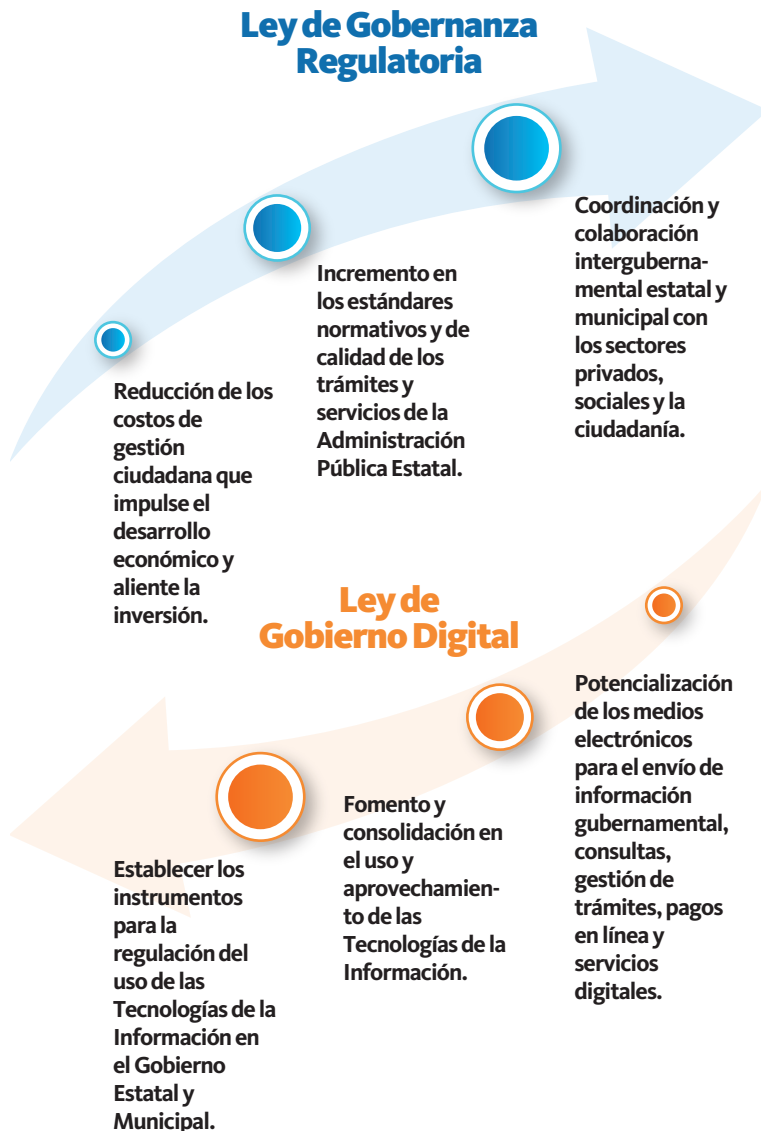 Ley de Gobernanza
Regulatoria
Reducción de los
costos de
gestión
ciudadana que
impulse el
desarrollo
económico y
aliente la
inversión.
Incremento en
los estándares
normativos y de
calidad de los
trámites y
servicios de la
Administración
Pública Estatal.
Coordinación y
colaboración
interguberna-
mental estatal y
municipal con
los sectores
privados,
sociales y la
ciudadanía.
Ley de
Gobierno Digital
Establecer los
instrumentos
para la
regulación del
uso de las
Tecnologías de la
Información en
el Gobierno
Estatal y
Municipal.
Fomento y
consolidación en
el uso y
aprovechamien-
to de las
Tecnologías de la
Información.
Potencialización
de los medios
electrónicos
para el envío de
información
gubernamental,
consultas,
gestión de
trámites, pagos
en línea y
servicios
digitales.